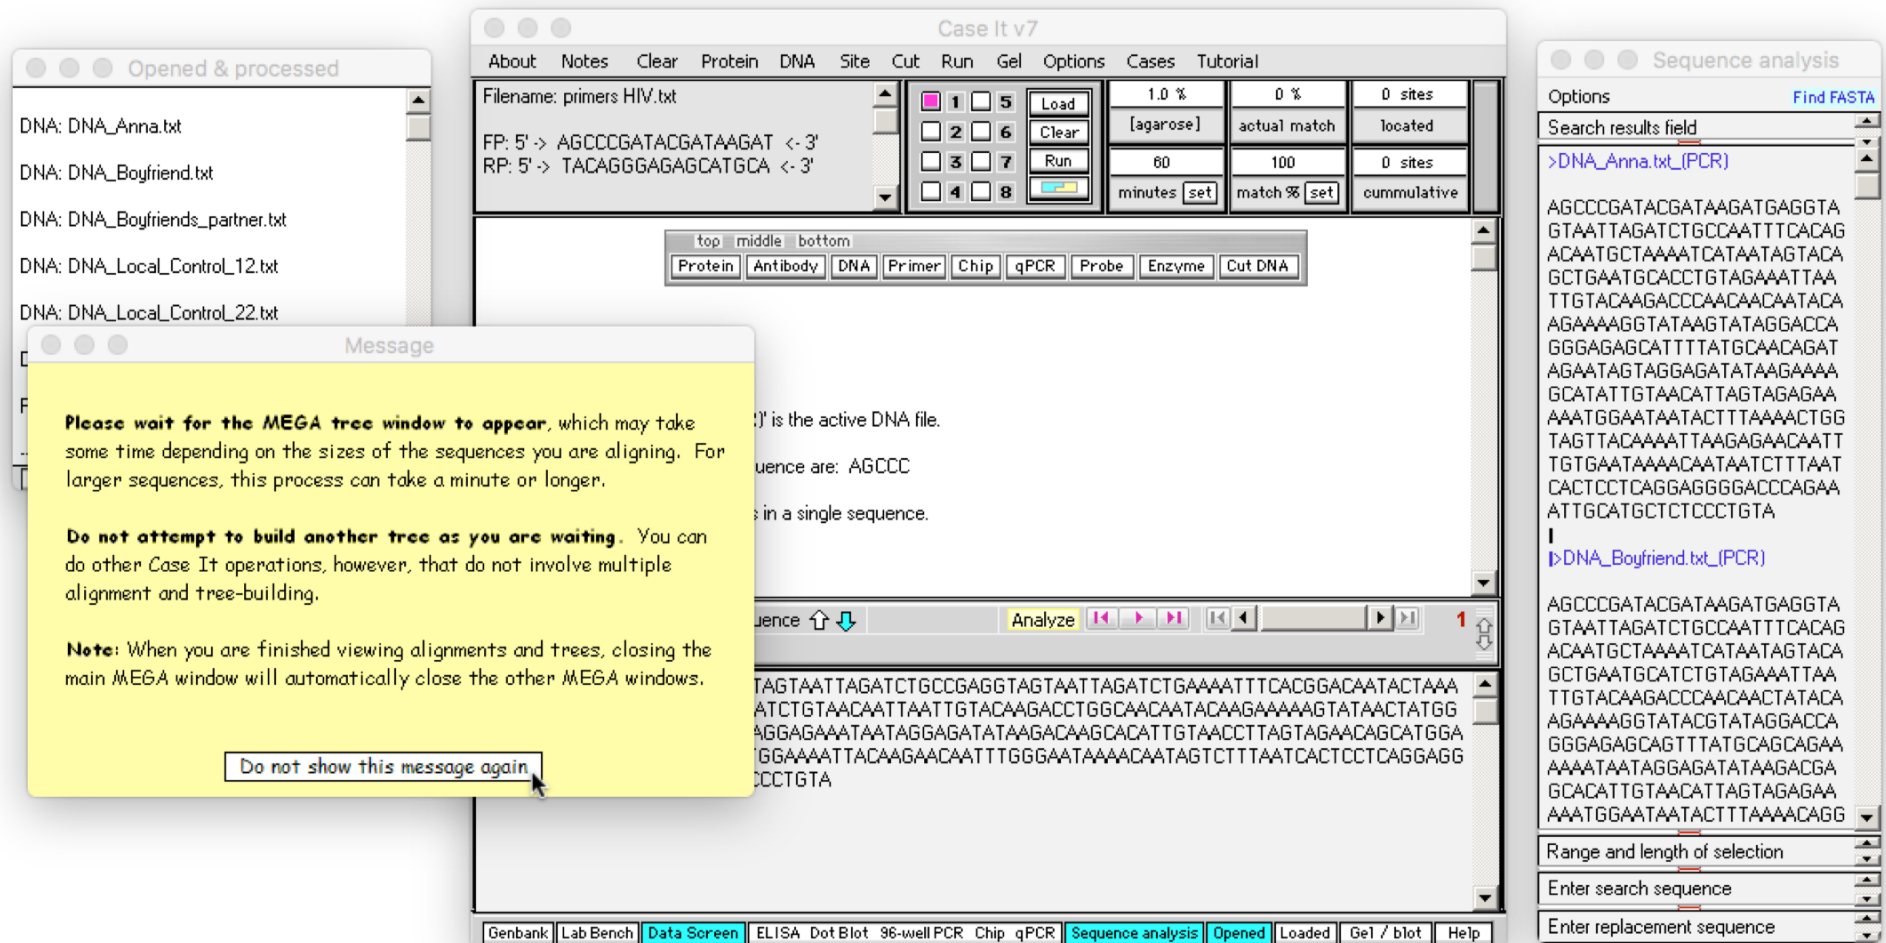 Opened & processed
DNA: DNA_Anna.txt
DNA: DNA_Boyfriend.txt
DNA: DNA_Boyfriends_partner.txt
DNA: DNA_Local_Control_12.txt
DNA: DNA_Local_Control_22.txt
Message
Please wait for the MEGA tree window to appear, which may take
some time depending on the sizes of the sequences you are aligning. For
larger sequences, this process can take a minute or longer.
Do not attempt to build another tree as you are waiting. You can
do other Case It operations, however, that do not involve multiple
alignment and tree-building.
Note: When you are finished viewing alignments and trees, closing the
main MEGA window will automatically close the other MEGA windows.
Do not show this message again
Case It v7
About Notes Clear Protein DNA Site Cut Run Gel Options Cases Tutorial
Filename: primers HIV.txt
FP: 5' -> AGCCCGATACGATAAGAT <- 3'
RP: 5' -> TACAGGGAGAGCATGCA <- 3'
1 5 Load
2 6 Clear
3 7 Run
4 8
1.0 % 0 % 0 sites
[agarose] actual match located
60 100 0 sites
minutes set match % set cummulative
top middle bottom
Protein Antibody DNA Primer Chip qPCR Probe Enzyme Cut DNA
)' is the active DNA file.
uence are: AGCCC
s in a single sequence.
uence Analyze 1
TAGTAATTAGATCTGCCGAGGTAGTAATTAGATCTGAAAATTTCACGGACAATACTAAA
ATCTGTAACAATTAATTGTACAAGACCTGGCAACAATACAAGAAAAAGTATAACTATGG
AGGAGAAATAATAGGAGATATAAGACAAGCACATTGTAACCTTAGTAGAACAGCATGGA
GGAAAATTACAAGAACAATTTGGGAATAAAACAATAGTCTTTAATCACTCCTCAGGAGG
CCCTGTA
Genbank Lab Bench Data Screen ELISA Dot Blot 96-well PCR Chip qPCR Sequence analysis Opened Loaded Gel / blot Help
Sequence analysis
Options Find FASTA
Search results field
>DNA_Anna.txt_(PCR)
AGCCCGATACGATAAGATGAGGTA
GTAATTAGATCTGCCAATTTCACAG
ACAATGCTAAAATCATAATAGTACA
GCTGAATGCACCTGTAGAAATTAA
TTGTACAAGACCCAACAACAATACA
AGAAAAGGTATAAGTATAGGACCA
GGGAGAGCATTTTATGCAACAGAT
AGAATAGTAGGAGATATAAGAAAA
GCATATTGTAACATTAGTAGAGAA
AAATGGAATAATACTTTAAAACTGG
TAGTTACAAAATTAAGAGAACAATT
TGTGAATAAAACAATAATCTTTAAT
CACTCCTCAGGAGGGGACCCAGAA
ATTGCATGCTCTCCCTGTA
>DNA_Boyfriend.txt_(PCR)
AGCCCGATACGATAAGATGAGGTA
GTAATTAGATCTGCCAATTTCACAG
ACAATGCTAAAATCATAATAGTACA
GCTGAATGCATCTGTAGAAATTAA
TTGTACAAGACCCAACAACTATACA
AGAAAAGGTATACGTATAGGACCA
GGGAGAGCAGTTTATGCAGCAGAA
AAAATAATAGGAGATATAAGACGA
GCACATTGTAACATTAGTAGAGAA
AAATGGAATAATACTTTAAAACAGG
Range and length of selection
Enter search sequence
Enter replacement sequence